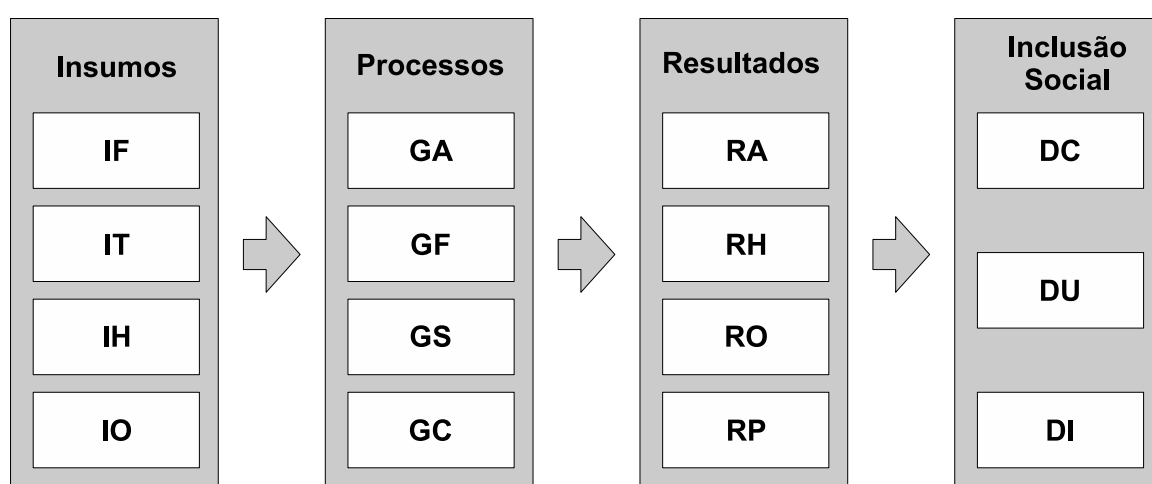 Insumos
IF
IT
IH
IO
Processos
GA
GF
GS
GC
Resultados
RA
RH
RO
RP
Inclusão
Social
DC
DU
DI